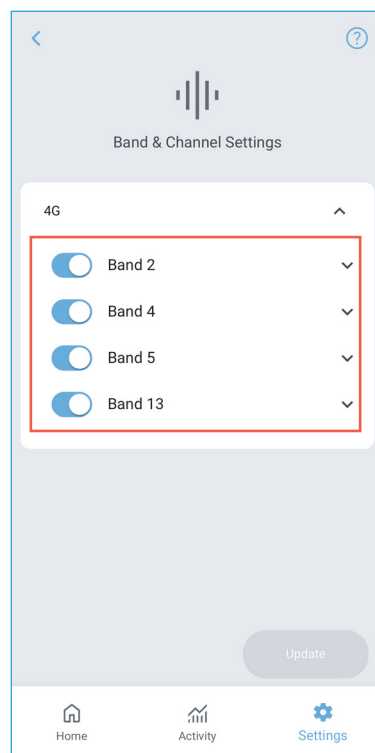 Band & Channel Settings
4G
Band 2
Band 4
Band 5
Band 13
Update
Home
Activity
Settings